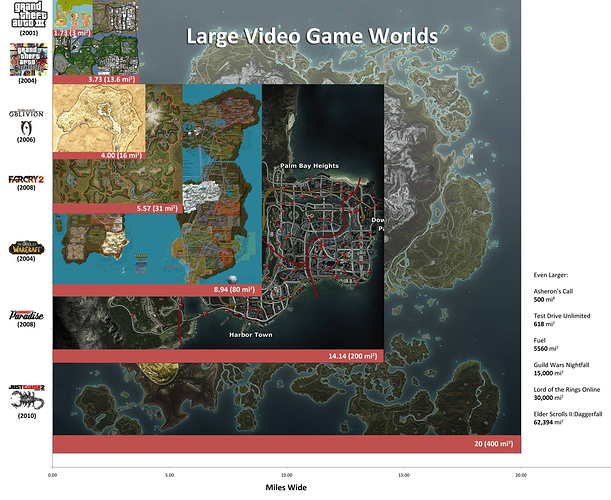 Large Video Game Worlds
grand
theft
auto III
(2001)
1.73 (3 mi²)
grand
theft
auto
(2004)
3.73 (13.6 mi²)
OBLIVION
(2006)
4.00 (16 mi²)
FARCRY 2
(2008)
5.57 (31 mi²)
WARCRAFT
(2004)
8.94 (80 mi²)
Palm Bay Heights
Harbor Town
Paradise
(2008)
14.14 (200 mi²)
JUST CAUSE 2
(2010)
20 (400 mi²)
Even Larger:
Asheron's Call
500 mi²
Test Drive Unlimited
618 mi²
Fuel
5560 mi²
Guild Wars Nightfall
15,000 mi²
Lord of the Rings Online
30,000 mi²
Elder Scrolls II:Daggerfall
62,394 mi²
0.00 5.00 10.00 15.00 20.00
Miles Wide